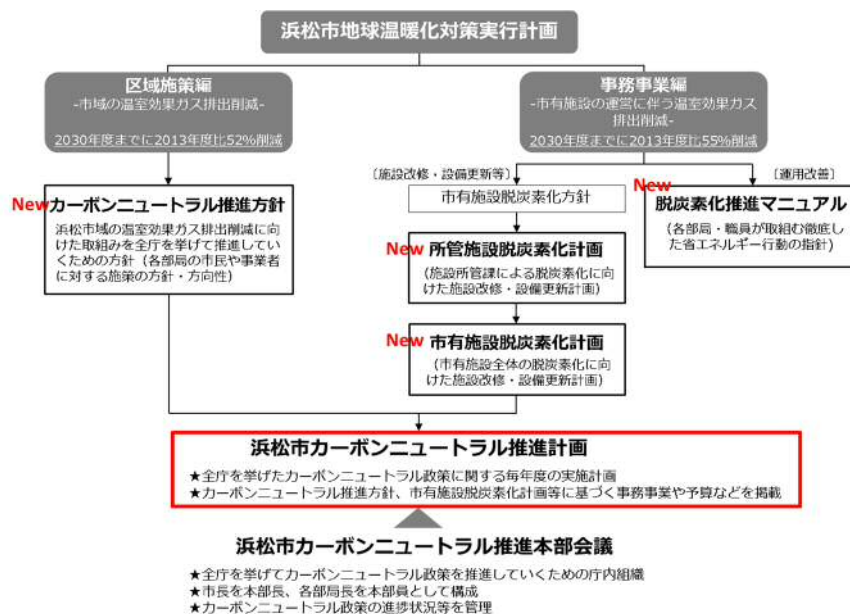 浜松市地球温暖化対策実行計画
区域施策編
-市域の温室効果ガス排出削減-
2030年度までに2013年度比52%削減
事務事業編
-市有施設の運営に伴う温室効果ガス
排出削減-
2030年度までに2013年度比55%削減
New カーボンニュートラル推進方針
浜松市域の温室効果ガス排出削減に向
けた取組みを全庁を挙げて推進してい
くための方針（各部局の市民や事業者
に対する施策の方針・方向性）
〔施設改修・設備更新等〕
市有施設脱炭素化方針
New 所管施設脱炭素化計画
（施設所管課による脱炭素化に向
けた施設改修・設備更新計画）
New 市有施設脱炭素化計画
（市有施設全体の脱炭素化に向
けた施設改修・設備更新計画）
〔運用改善〕
New
脱炭素化推進マニュアル
（各部局・職員が取組む徹底し
た省エネルギー行動の指針）
浜松市カーボンニュートラル推進計画
★全庁を挙げたカーボンニュートラル政策に関する毎年度の実施計画
★カーボンニュートラル推進方針、市有施設脱炭素化計画等に基づく事務事業や予算などを掲載
浜松市カーボンニュートラル推進本部会議
★全庁を挙げてカーボンニュートラル政策を推進していくための庁内組織
★市長を本部長、各部局長を本部員として構成
★カーボンニュートラル政策の進捗状況等を管理